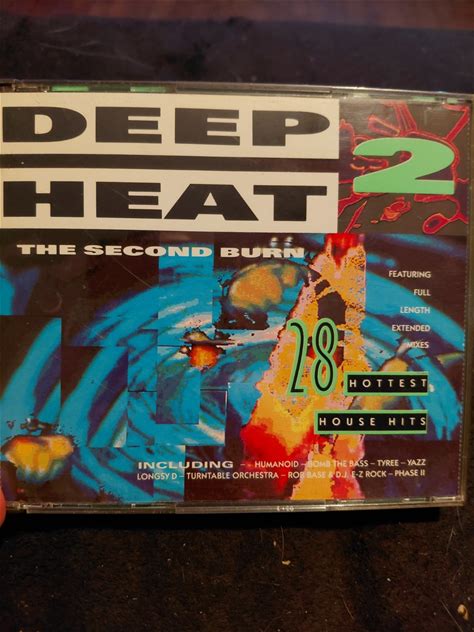 DEEP
HEAT
2
THE SECOND BURN
FEATURING
FULL
LENGTH
EXTENDED
MIXES
28
HOTTEST
HOUSE HITS
INCLUDING – HUMANOID – BOMB THE BASS – TYREE – YAZZ
LONGSY D – TURNTABLE ORCHESTRA – ROB BASE & D.J. E-Z ROCK – PHASE II